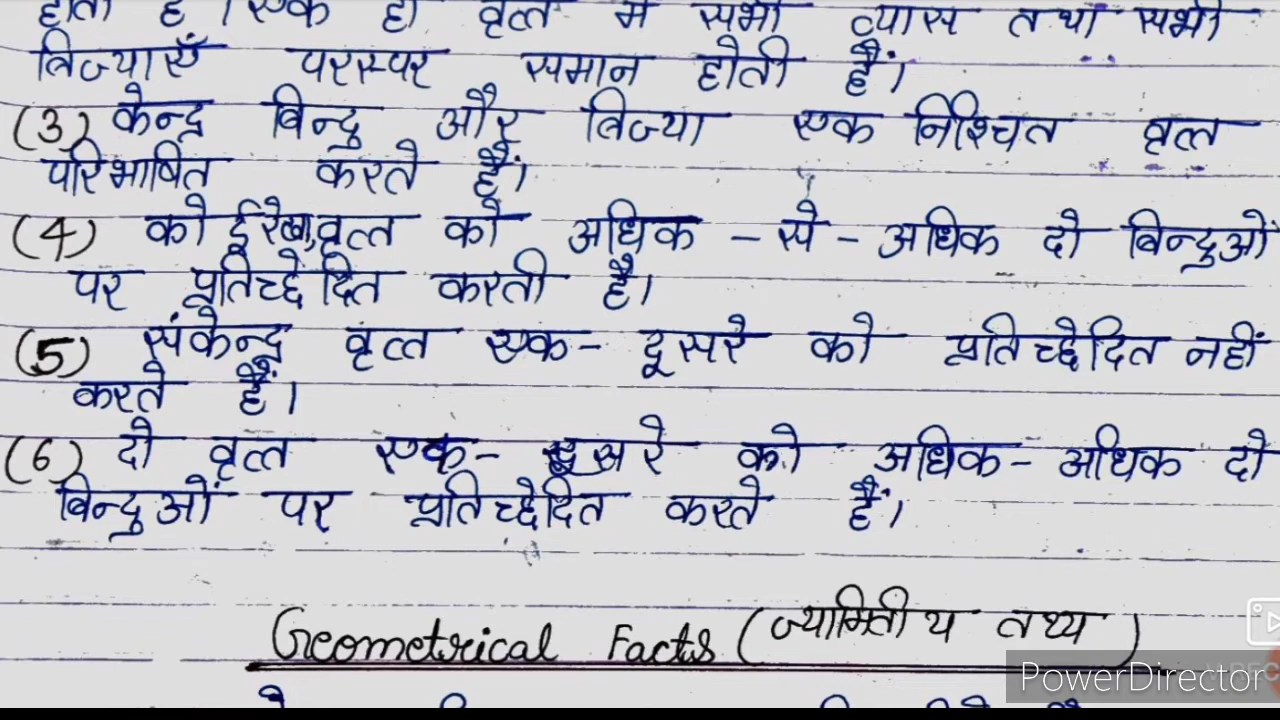 होता है । एक ही वृत्त में सभी व्यास तथा सभी
त्रिज्याएँ परस्पर समान होती हैं।
(3) केन्द्र बिन्दु और त्रिज्या एक निश्चित वृत्त
परिभाषित करते हैं।
(4) कोई रेखा, वृत्त को अधिक - से - अधिक दो बिन्दुओं
पर प्रतिच्छेदित करती है।
(5) संकेन्द्र वृत्त एक - दूसरे को प्रतिच्छेदित नहीं
करते हैं।
(6) दो वृत्त एक - दूसरे को अधिक - अधिक दो
बिन्दुओं पर प्रतिच्छेदित करते हैं।
Geometrical Facts (ज्यामितीय तथ्य)
PowerDirector